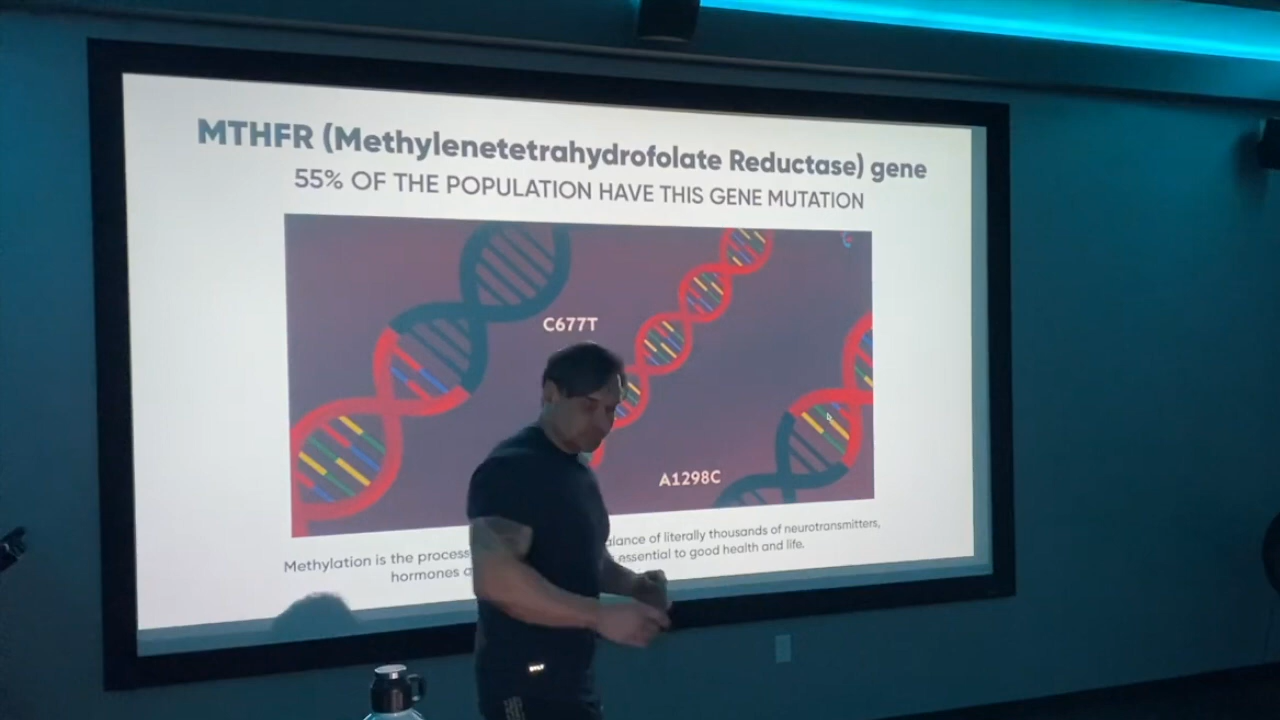 MTHFR (Methylenetetrahydrofolate Reductase) gene
55% OF THE POPULATION HAVE THIS GENE MUTATION
C677T
A1298C
Methylation is the process lance of literally thousands of neurotransmitters,
hormones essential to good health and life.